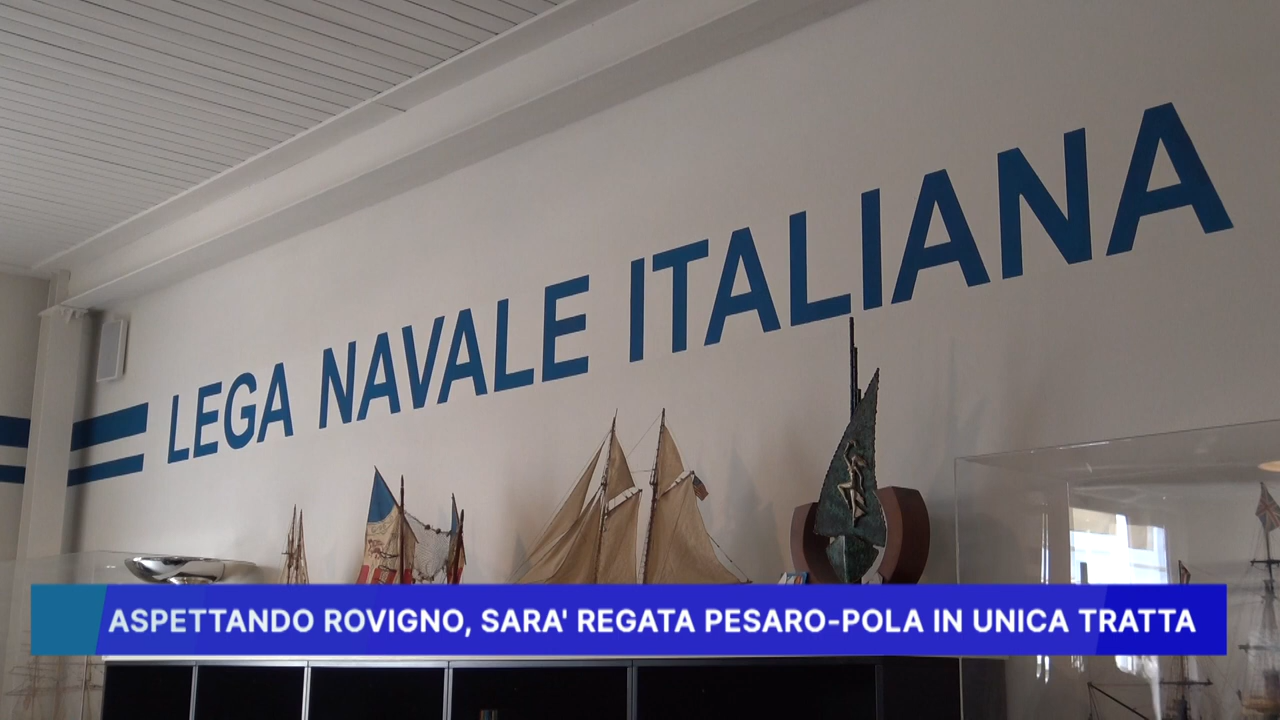 LEGA NAVALE ITALIANA
ASPETTANDO ROVIGNO, SARA' REGATA PESARO-POLA IN UNICA TRATTA